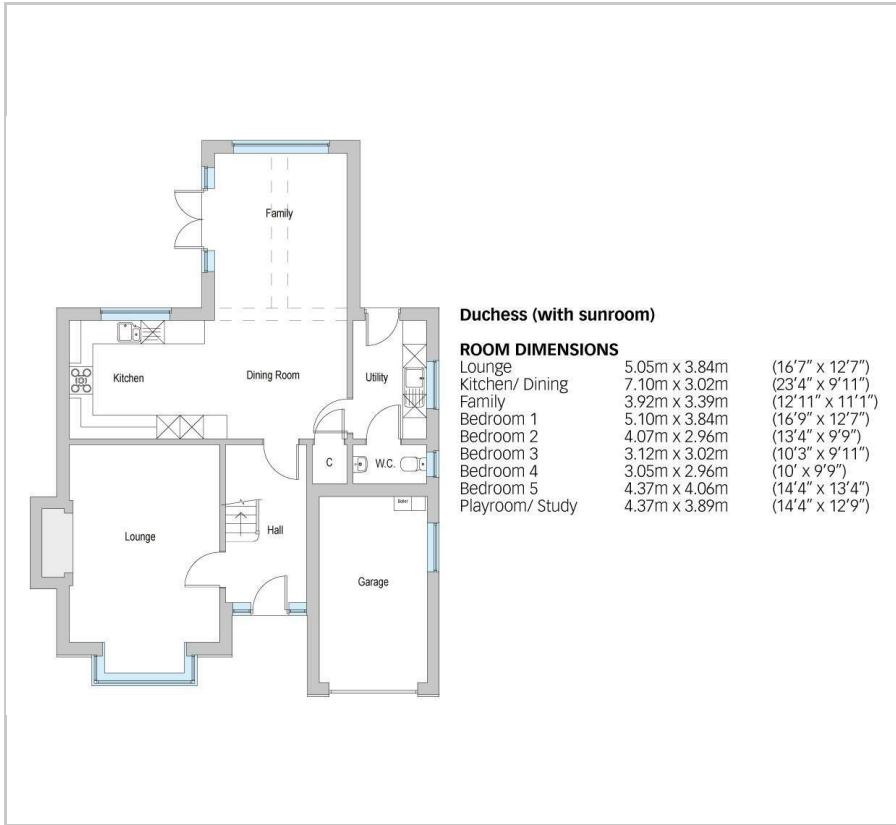 Family
Kitchen
Dining Room
Utility
C
W.C.
Lounge
Hall
Boiler
Garage
Duchess (with sunroom)
ROOM DIMENSIONS
Lounge 5.05m x 3.84m (16'7" x 12'7")
Kitchen/ Dining 7.10m x 3.02m (23'4" x 9'11")
Family 3.92m x 3.39m (12'11" x 11'1")
Bedroom 1 5.10m x 3.84m (16'9" x 12'7")
Bedroom 2 4.07m x 2.96m (13'4" x 9'9")
Bedroom 3 3.12m x 3.02m (10'3" x 9'11")
Bedroom 4 3.05m x 2.96m (10' x 9'9")
Bedroom 5 4.37m x 4.06m (14'4" x 13'4")
Playroom/ Study 4.37m x 3.89m (14'4" x 12'9")